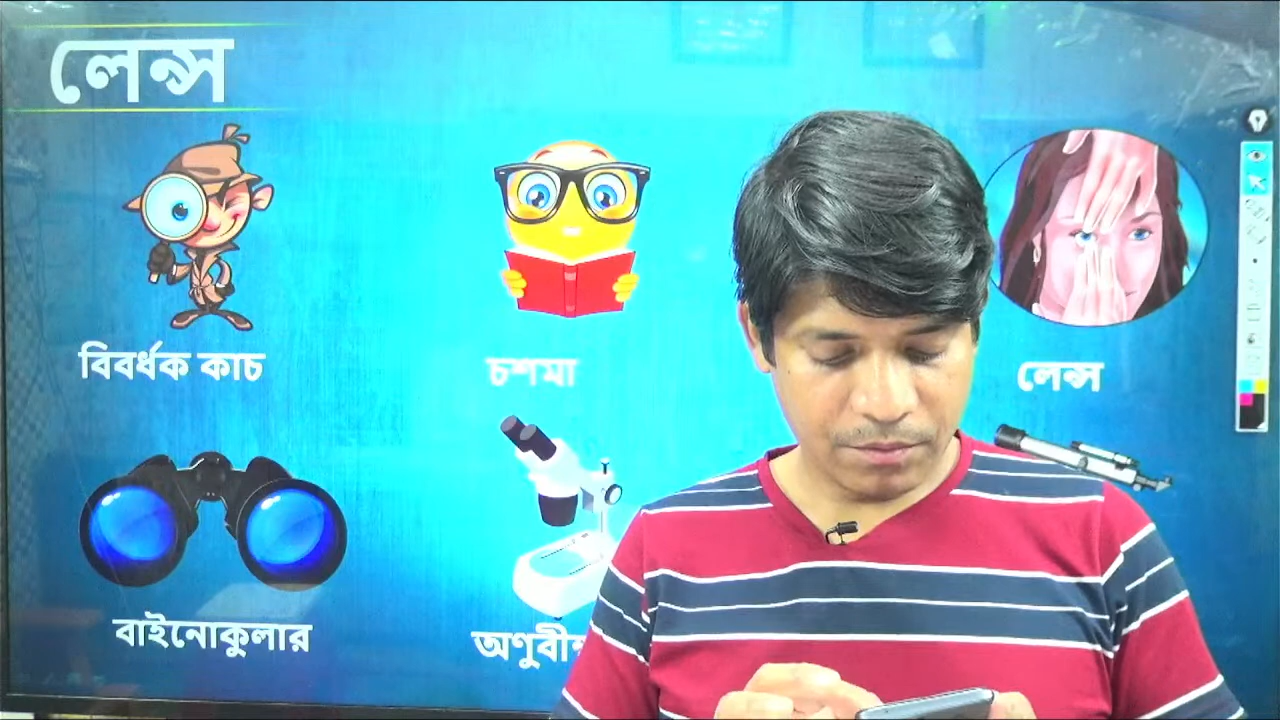 লেন্স
বিবর্ধক কাচ
চশমা
লেন্স
বাইনোকুলার